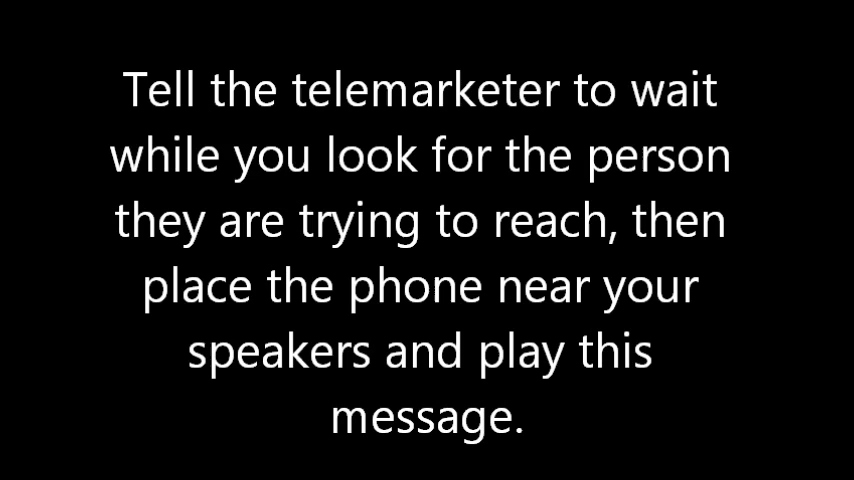 Tell the telemarketer to wait
while you look for the person
they are trying to reach, then
place the phone near your
speakers and play this
message.